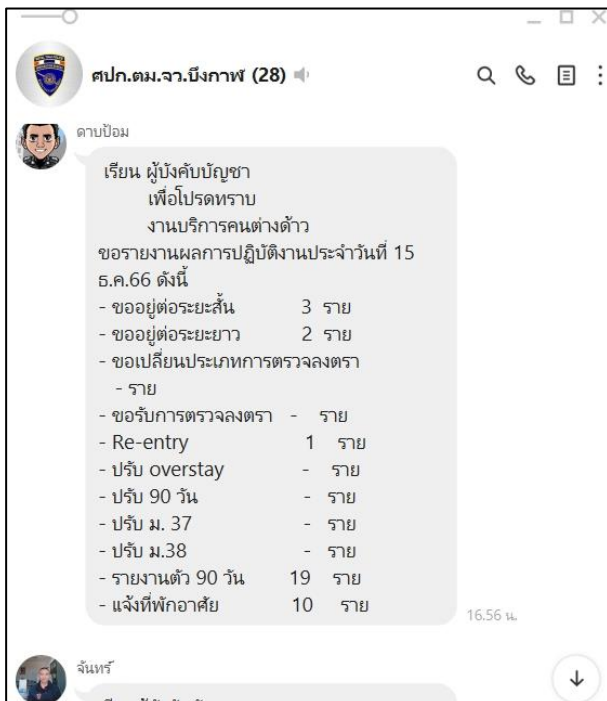 ศปก.ตม.จว.บึงกาฬ (28)
ดาบป้อม
เรียน ผู้บังคับบัญชา
เพื่อโปรดทราบ
งานบริการคนต่างด้าว
ขอรายงานผลการปฏิบัติงานประจำวันที่ 15
ธ.ค.66 ดังนี้
- ขออยู่ต่อระยะสั้น 3 ราย
- ขออยู่ต่อระยะยาว 2 ราย
- ขอเปลี่ยนประเภทการตรวจลงตรา
- ราย
- ขอรับการตรวจลงตรา - ราย
- Re-entry 1 ราย
- ปรับ overstay - ราย
- ปรับ 90 วัน - ราย
- ปรับ ม. 37 - ราย
- ปรับ ม.38 - ราย
- รายงานตัว 90 วัน 19 ราย
- แจ้งที่พักอาศัย 10 ราย
16.56 น.
จันทร์